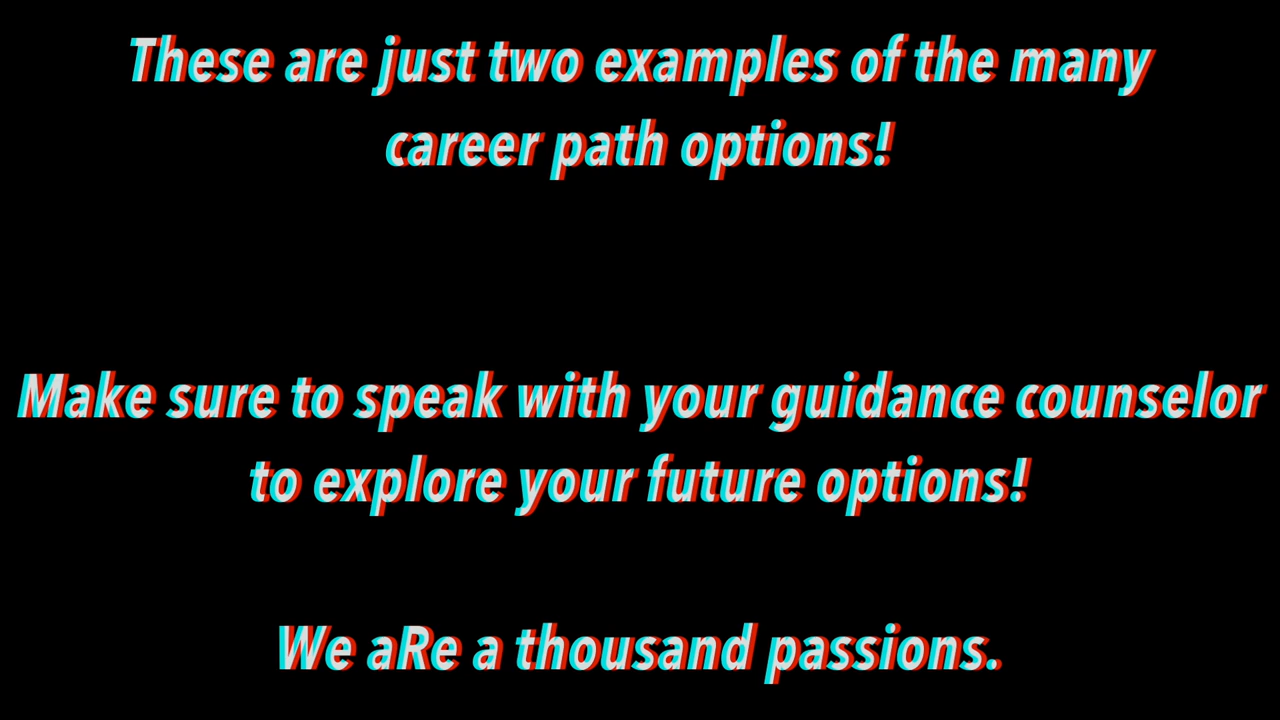 These are just two examples of the many
career path options!
Make sure to speak with your guidance counselor
to explore your future options!
We aRe a thousand passions.